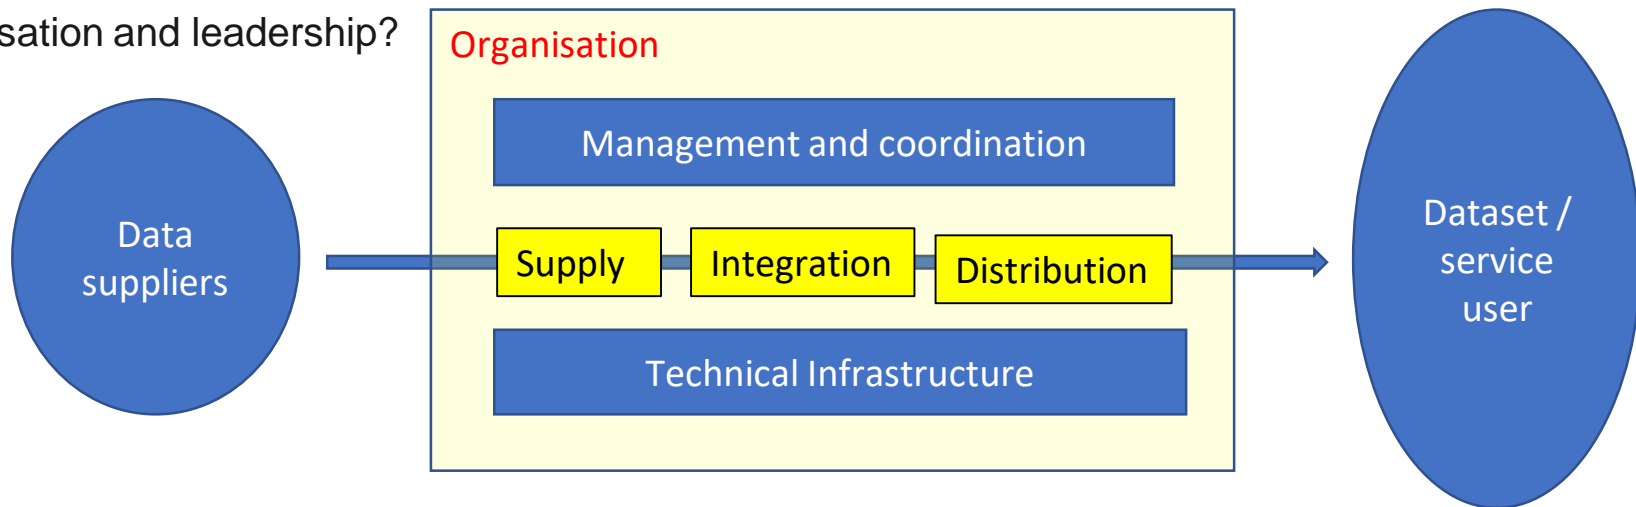 sation and leadership?
Organisation
Management and coordination
Data
suppliers
Supply
Integration
Distribution
Dataset /
service
user
Technical Infrastructure